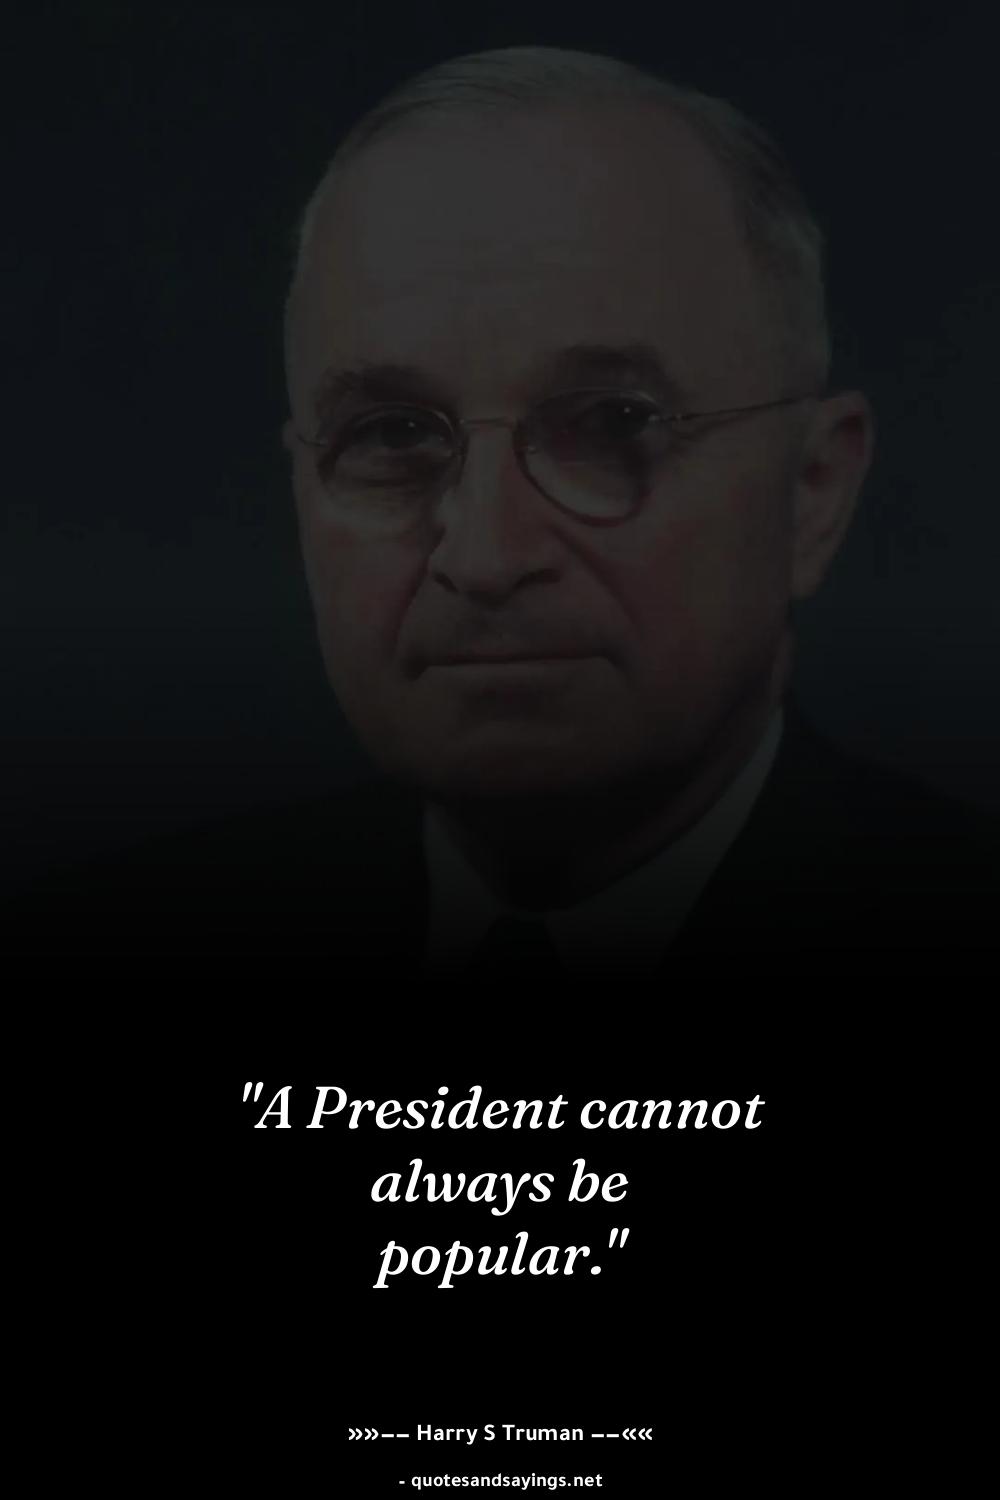 "A President cannot
always be
popular."
»»–– Harry S Truman ––««
- quotesandsayings.net